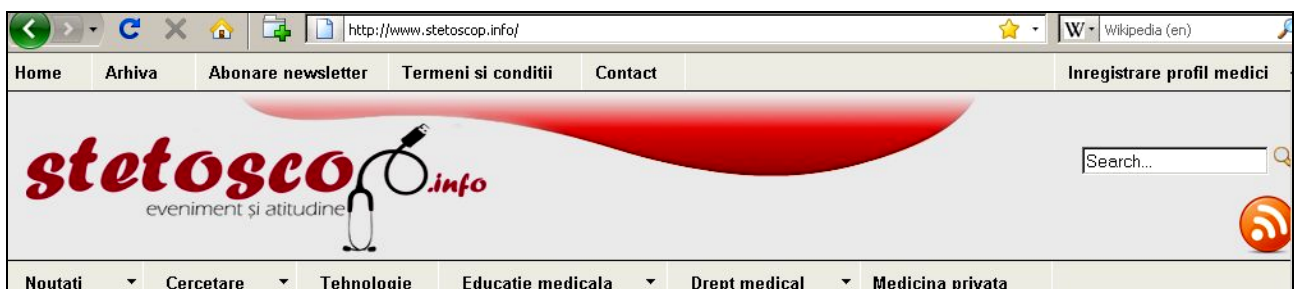 http://www.stetoscop.info/ W Wikipedia (en)
Home Arhiva Abonare newsletter Termeni si conditii Contact Inregistrare profil medici
Search...
stetoscop.info
eveniment și atitudine
Noutati Cercetare Tehnologie Educatie medicala Drept medical Medicina privata